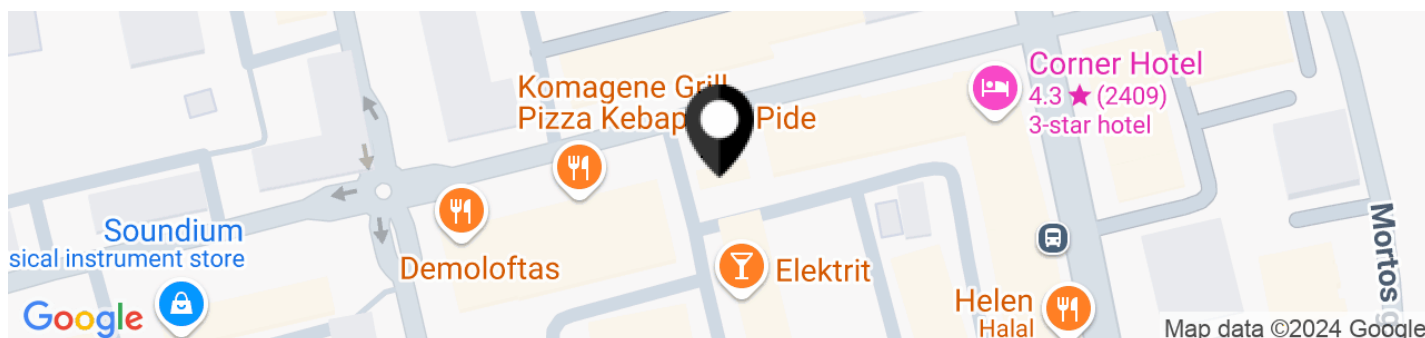 Komagene Grill
Pizza Kebap Pide
Corner Hotel
4.3 ★ (2409)
3-star hotel
Soundium
sical instrument store
Demoloftas
Elektrit
Helen
Halal
Mortos
Google
Map data ©2024 Google